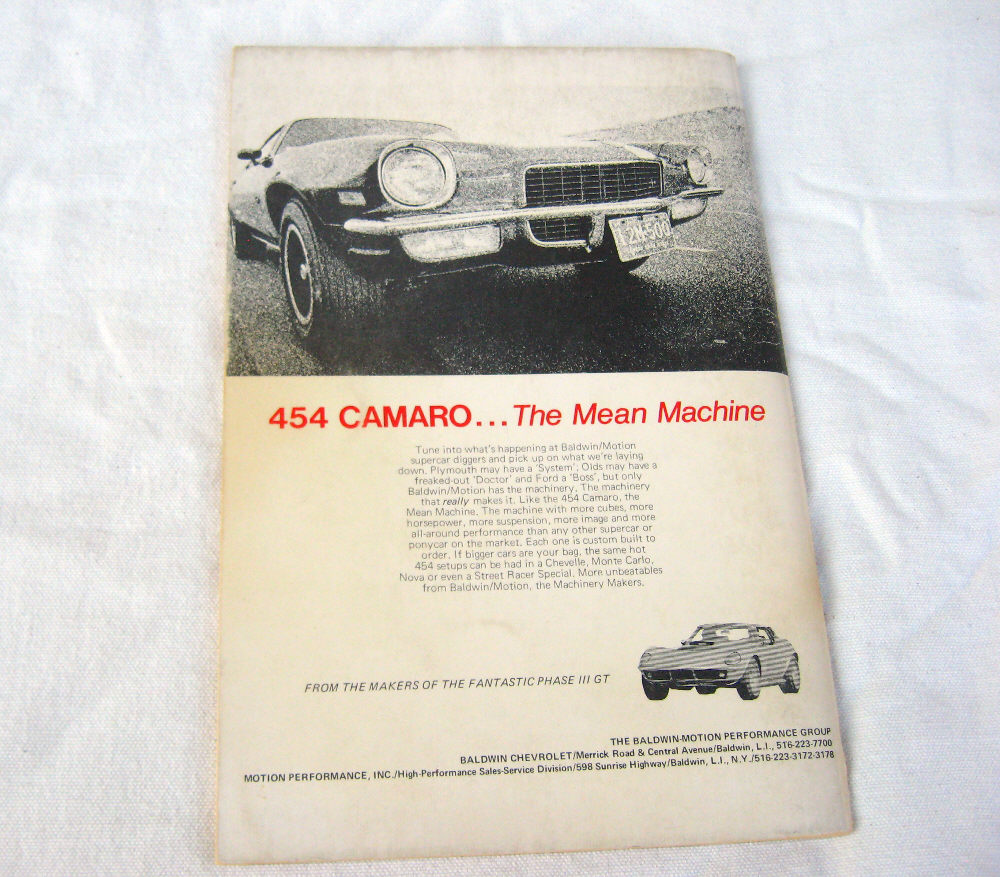 2N-500
454 CAMARO...The Mean Machine
Tune into what's happening at Baldwin/Motion
supercar diggers and pick up on what we're laying
down. Plymouth may have a 'System'; Olds may have a
freaked-out 'Doctor' and Ford a 'Boss', but only
Baldwin/Motion has the machinery. The machinery
that really makes it. Like the 454 Camaro, the
Mean Machine. The machine with more cubes, more
horsepower, more suspension, more image and more
all-around performance than any other supercar or
ponycar on the market. Each one is custom built to
order. If bigger cars are your bag, the same hot
454 setups can be had in a Chevelle, Monte Carlo,
Nova or even a Street Racer Special. More unbeatables
from Baldwin/Motion, the Machinery Makers.
FROM THE MAKERS OF THE FANTASTIC PHASE III GT
THE BALDWIN-MOTION PERFORMANCE GROUP
BALDWIN CHEVROLET/Merrick Road & Central Avenue/Baldwin, L.I., 516-223-7700
MOTION PERFORMANCE, INC./High-Performance Sales-Service Division/598 Sunrise Highway/Baldwin, L.I., N.Y./516-223-3172-3178